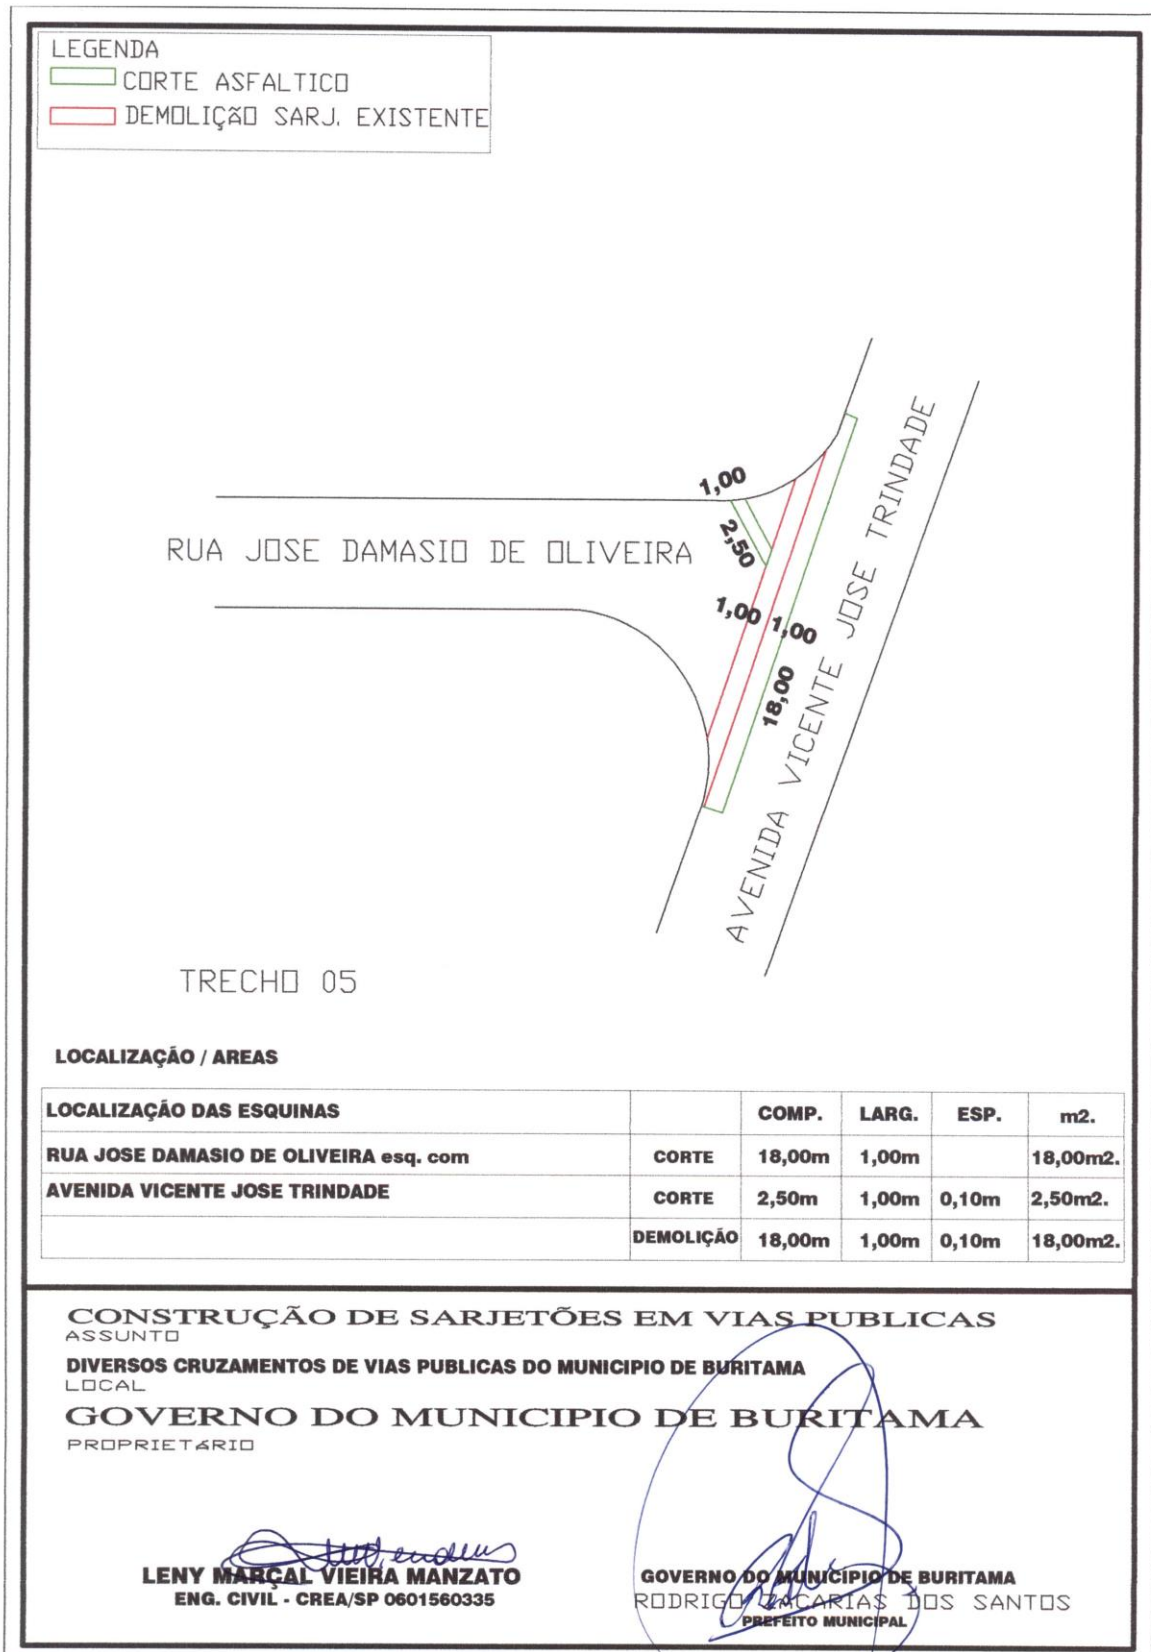 LEGENDA
CORTE ASFALTICO
DEMOLIÇÃO SARJ. EXISTENTE
1,00
2,50
RUA JOSE DAMASIO DE OLIVEIRA
1,00
1,00
18,00
AVENIDA VICENTE JOSE TRINDADE
TRECHO 05
LOCALIZAÇÃO / AREAS
LOCALIZAÇÃO DAS ESQUINAS COMP. LARG. ESP. m2.
RUA JOSE DAMASIO DE OLIVEIRA esq. com CORTE 18,00m 1,00m 18,00m2.
AVENIDA VICENTE JOSE TRINDADE CORTE 2,50m 1,00m 0,10m 2,50m2.
DEMOLIÇÃO 18,00m 1,00m 0,10m 18,00m2.
CONSTRUÇÃO DE SARJETÕES EM VIAS PUBLICAS
ASSUNTO
DIVERSOS CRUZAMENTOS DE VIAS PUBLICAS DO MUNICIPIO DE BURITAMA
LOCAL
GOVERNO DO MUNICIPIO DE BURITAMA
PROPRIETÁRIO
LENY MARÇAL VIEIRA MANZATO
ENG. CIVIL - CREA/SP 0601560335
GOVERNO DO MUNICIPIO DE BURITAMA
RODRIGO ZACARIAS DOS SANTOS
PREFEITO MUNICIPAL